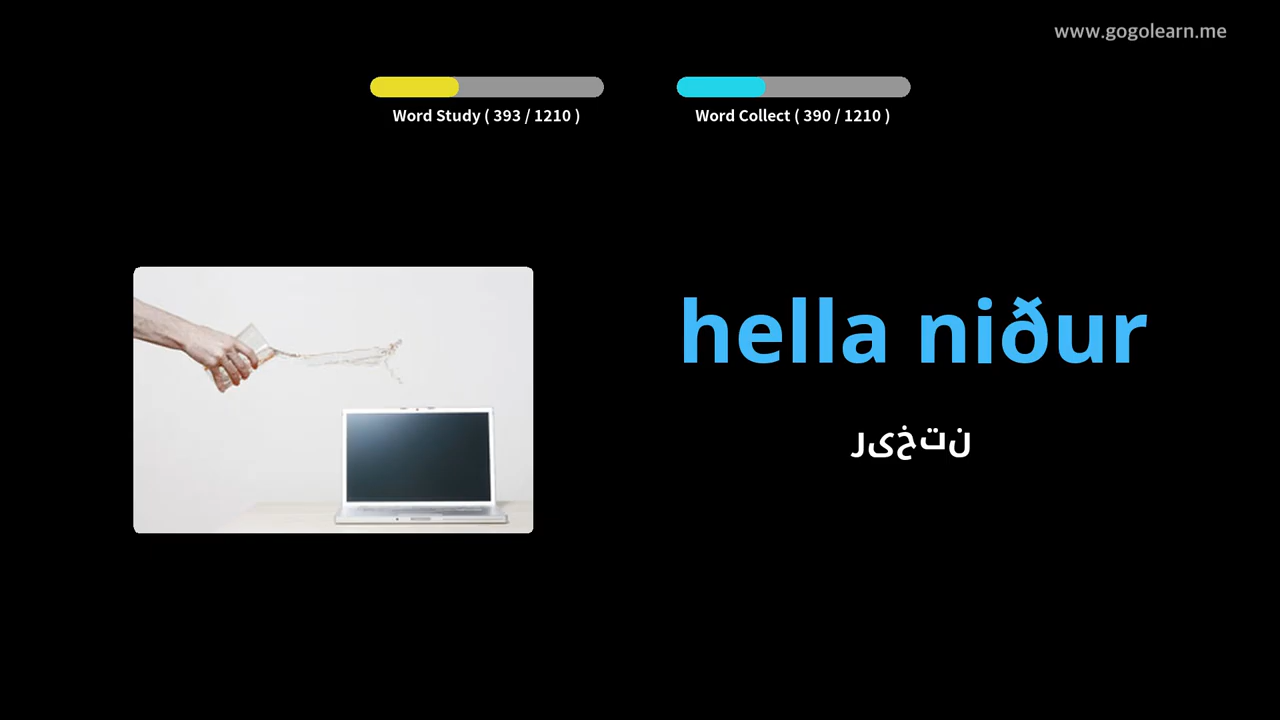 www.gogolearn.me
Word Study ( 393 / 1210 )
Word Collect ( 390 / 1210 )
hella niður
ریختن